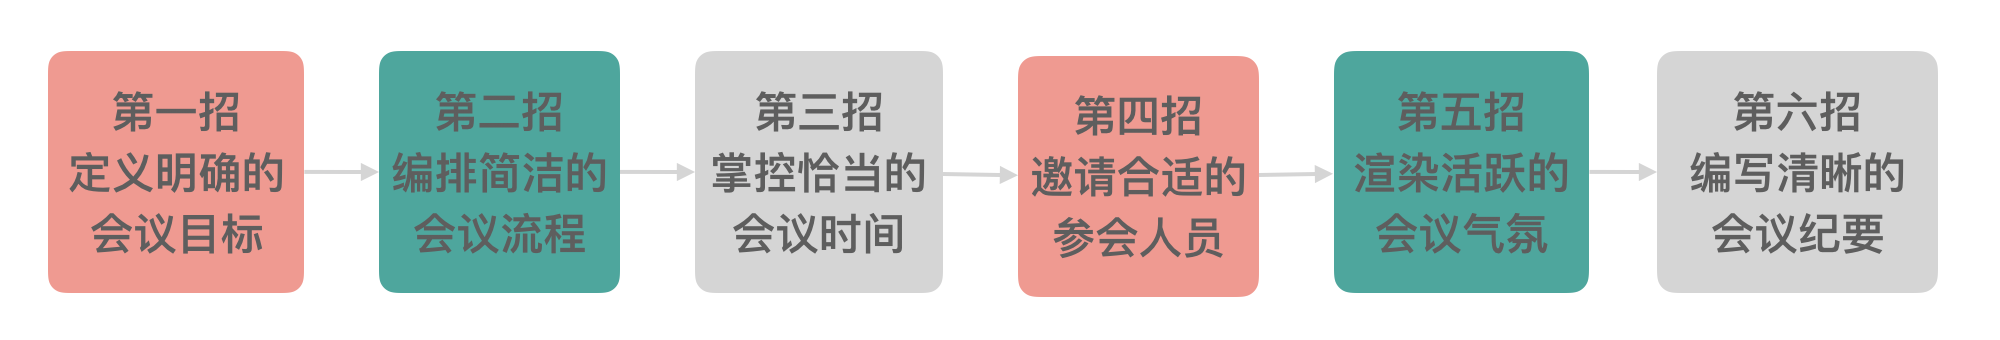 第一招
定义明确的
会议目标
第二招
编排简洁的
会议流程
第三招
掌控恰当的
会议时间
第四招
邀请合适的
参会人员
第五招
渲染活跃的
会议气氛
第六招
编写清晰的
会议纪要